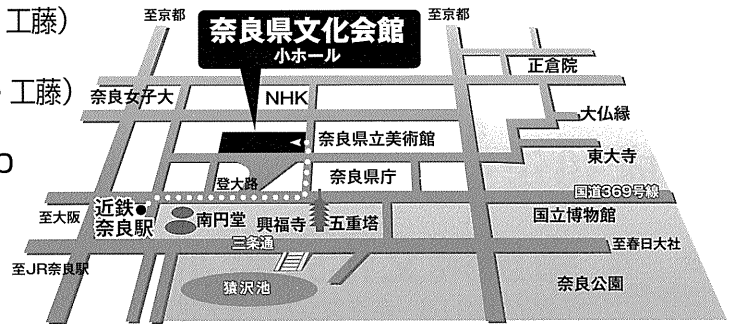 工藤)
・工藤)
至京都
奈良県文化会館
小ホール
至京都
正倉院
奈良女子大
NHK
大仏縁
奈良県立美術館
東大寺
奈良県庁
登大路
国道369号線
近鉄
奈良駅
至大阪
南円堂
興福寺
五重塔
国立博物館
三条通
至春日大社
至JR奈良駅
猿沢池
奈良公園